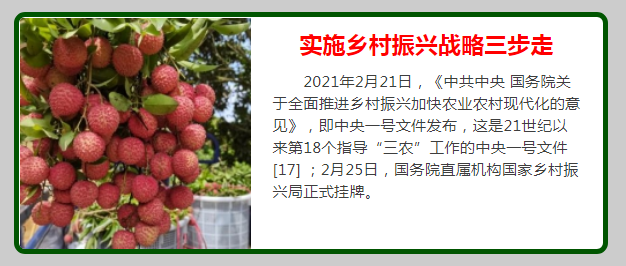 实施乡村振兴战略三步走
2021年2月21日，《中共中央 国务院关
于全面推进乡村振兴加快农业农村现代化的意
见》，即中央一号文件发布，这是21世纪以
来第18个指导“三农”工作的中央一号文件
[17] ；2月25日，国务院直属机构国家乡村振
兴局正式挂牌。